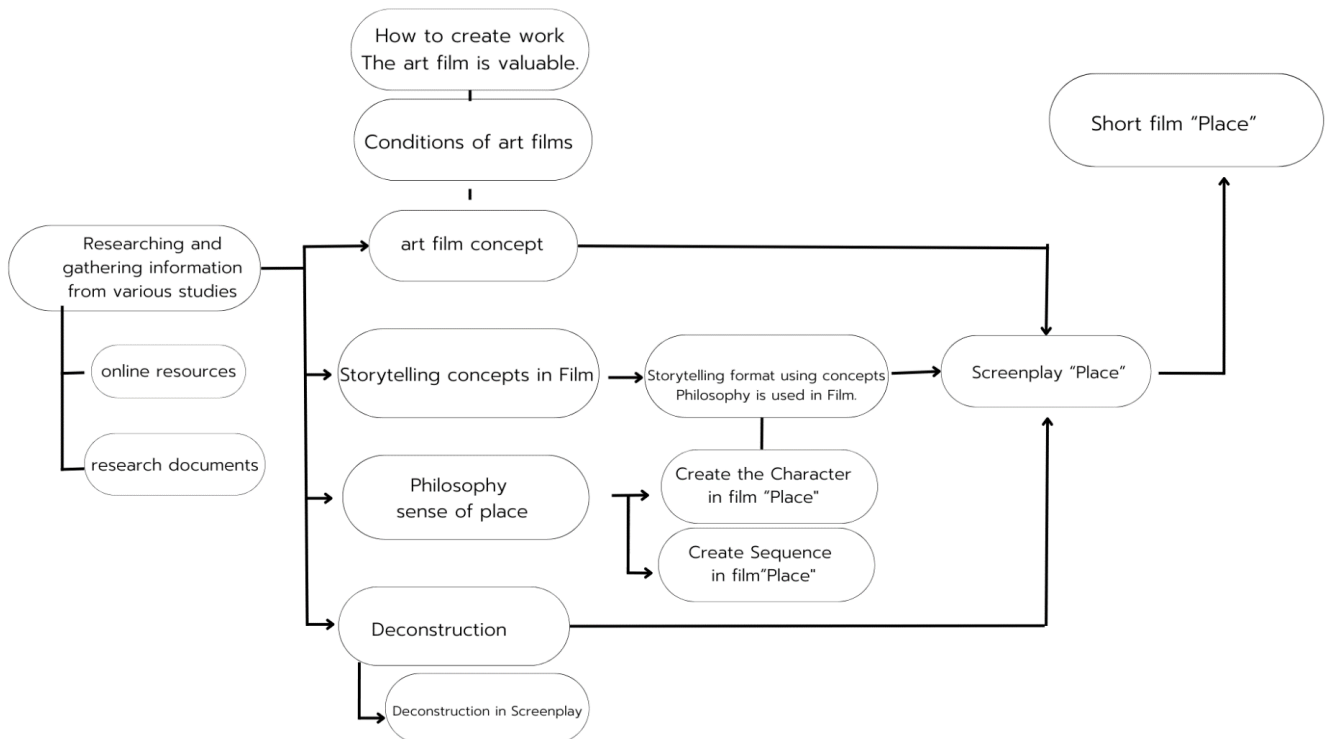 How to create work
The art film is valuable.
Conditions of art films
Short film “Place”
Researching and
gathering information
from various studies
art film concept
online resources
research documents
Storytelling concepts in Film
Storytelling format using concepts
Philosophy is used in Film.
Screenplay “Place”
Philosophy
sense of place
Create the Character
in film “Place"
Create Sequence
in film“Place"
Deconstruction
Deconstruction in Screenplay